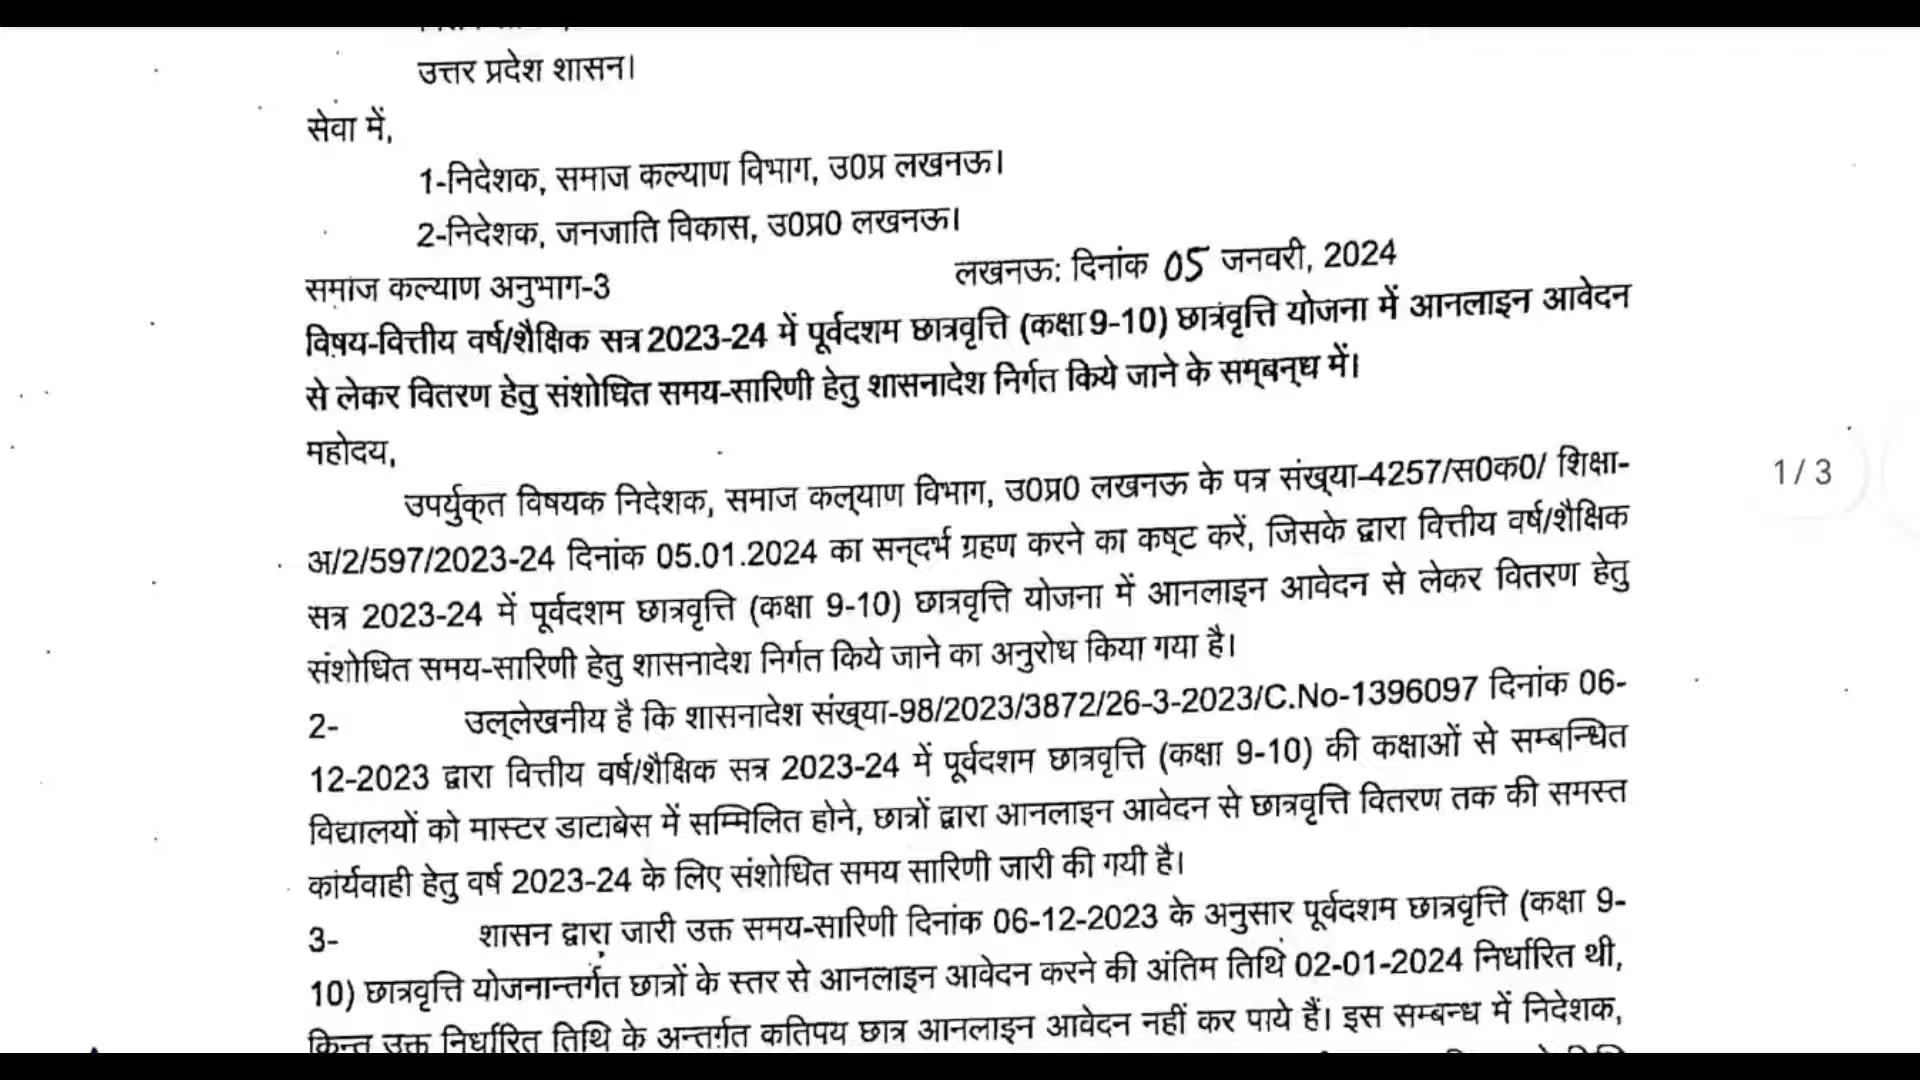 उत्तर प्रदेश शासन।
सेवा में,
1-निदेशक, समाज कल्याण विभाग, उ0प्र लखनऊ।
2-निदेशक, जनजाति विकास, उ0प्र0 लखनऊ।
समाज कल्याण अनुभाग-3 लखनऊ: दिनांक 05 जनवरी, 2024
विषय-वित्तीय वर्ष/शैक्षिक सत्र 2023-24 में पूर्वदशम छात्रवृत्ति (कक्षा 9-10) छात्रवृत्ति योजना में आनलाइन आवेदन
से लेकर वितरण हेतु संशोधित समय-सारिणी हेतु शासनादेश निर्गत किये जाने के सम्बन्ध में।
महोदय,
उपर्युक्त विषयक निदेशक, समाज कल्याण विभाग, उ0प्र0 लखनऊ के पत्र संख्या-4257/स0क0/ शिक्षा-
1/3
अ/2/597/2023-24 दिनांक 05.01.2024 का सन्दर्भ ग्रहण करने का कष्ट करें, जिसके द्वारा वित्तीय वर्ष/शैक्षिक
सत्र 2023-24 में पूर्वदशम छात्रवृत्ति (कक्षा 9-10) छात्रवृत्ति योजना में आनलाइन आवेदन से लेकर वितरण हेतु
संशोधित समय-सारिणी हेतु शासनादेश निर्गत किये जाने का अनुरोध किया गया है।
2- उल्लेखनीय है कि शासनादेश संख्या-98/2023/3872/26-3-2023/C.No-1396097 दिनांक 06-
12-2023 द्वारा वित्तीय वर्ष/शैक्षिक सत्र 2023-24 में पूर्वदशम छात्रवृत्ति (कक्षा 9-10) की कक्षाओं से सम्बन्धित
विद्यालयों को मास्टर डाटाबेस में सम्मिलित होने, छात्रों द्वारा आनलाइन आवेदन से छात्रवृत्ति वितरण तक की समस्त
कार्यवाही हेतु वर्ष 2023-24 के लिए संशोधित समय सारिणी जारी की गयी है।
3- शासन द्वारा जारी उक्त समय-सारिणी दिनांक 06-12-2023 के अनुसार पूर्वदशम छात्रवृत्ति (कक्षा 9-
10) छात्रवृत्ति योजनान्तर्गत छात्रों के स्तर से आनलाइन आवेदन करने की अंतिम तिथि 02-01-2024 निर्धारित थी,
किन्तु उक्त निर्धारित तिथि के अन्तर्गत कतिपय छात्र आनलाइन आवेदन नहीं कर पाये हैं। इस सम्बन्ध में निदेशक,